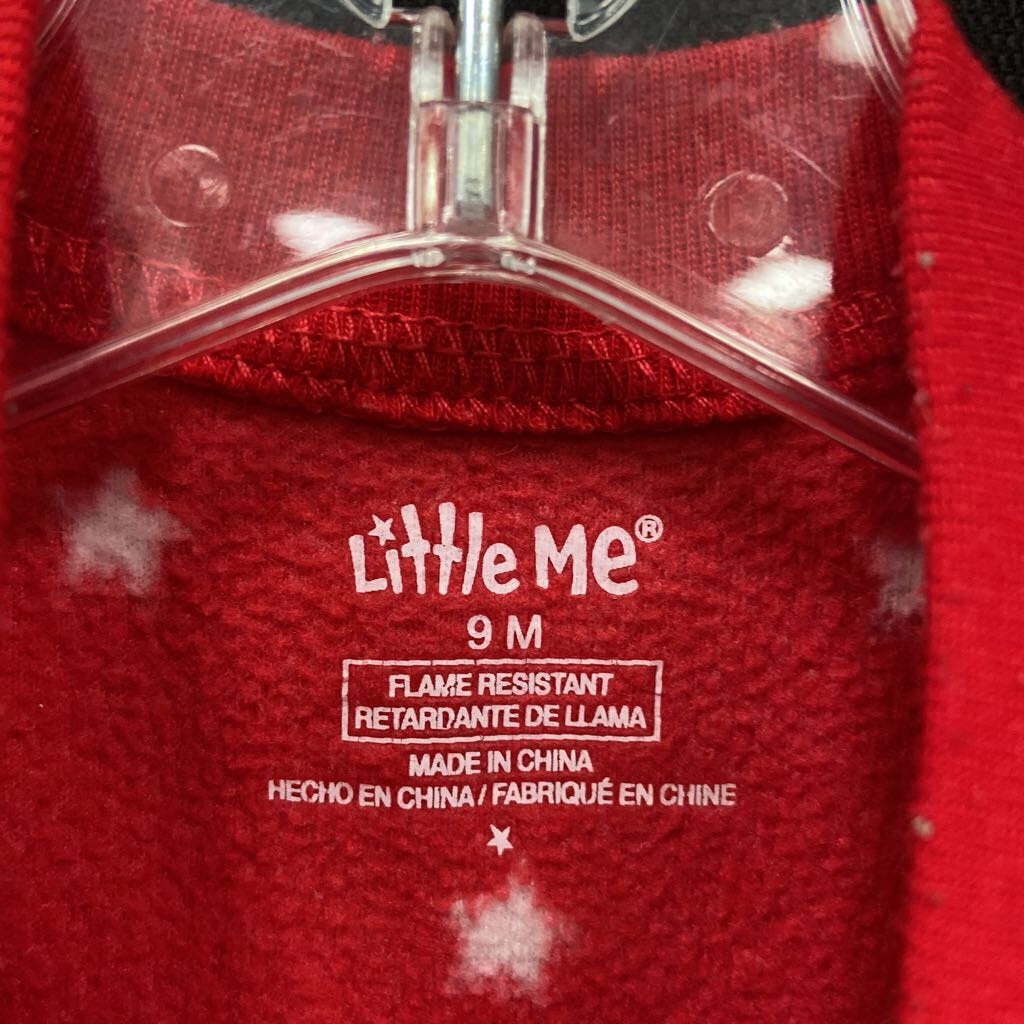 Little Me®
9 M
FLAME RESISTANT
RETARDANTE DE LLAMA
MADE IN CHINA
HECHO EN CHINA / FABRIQUÉ EN CHINE